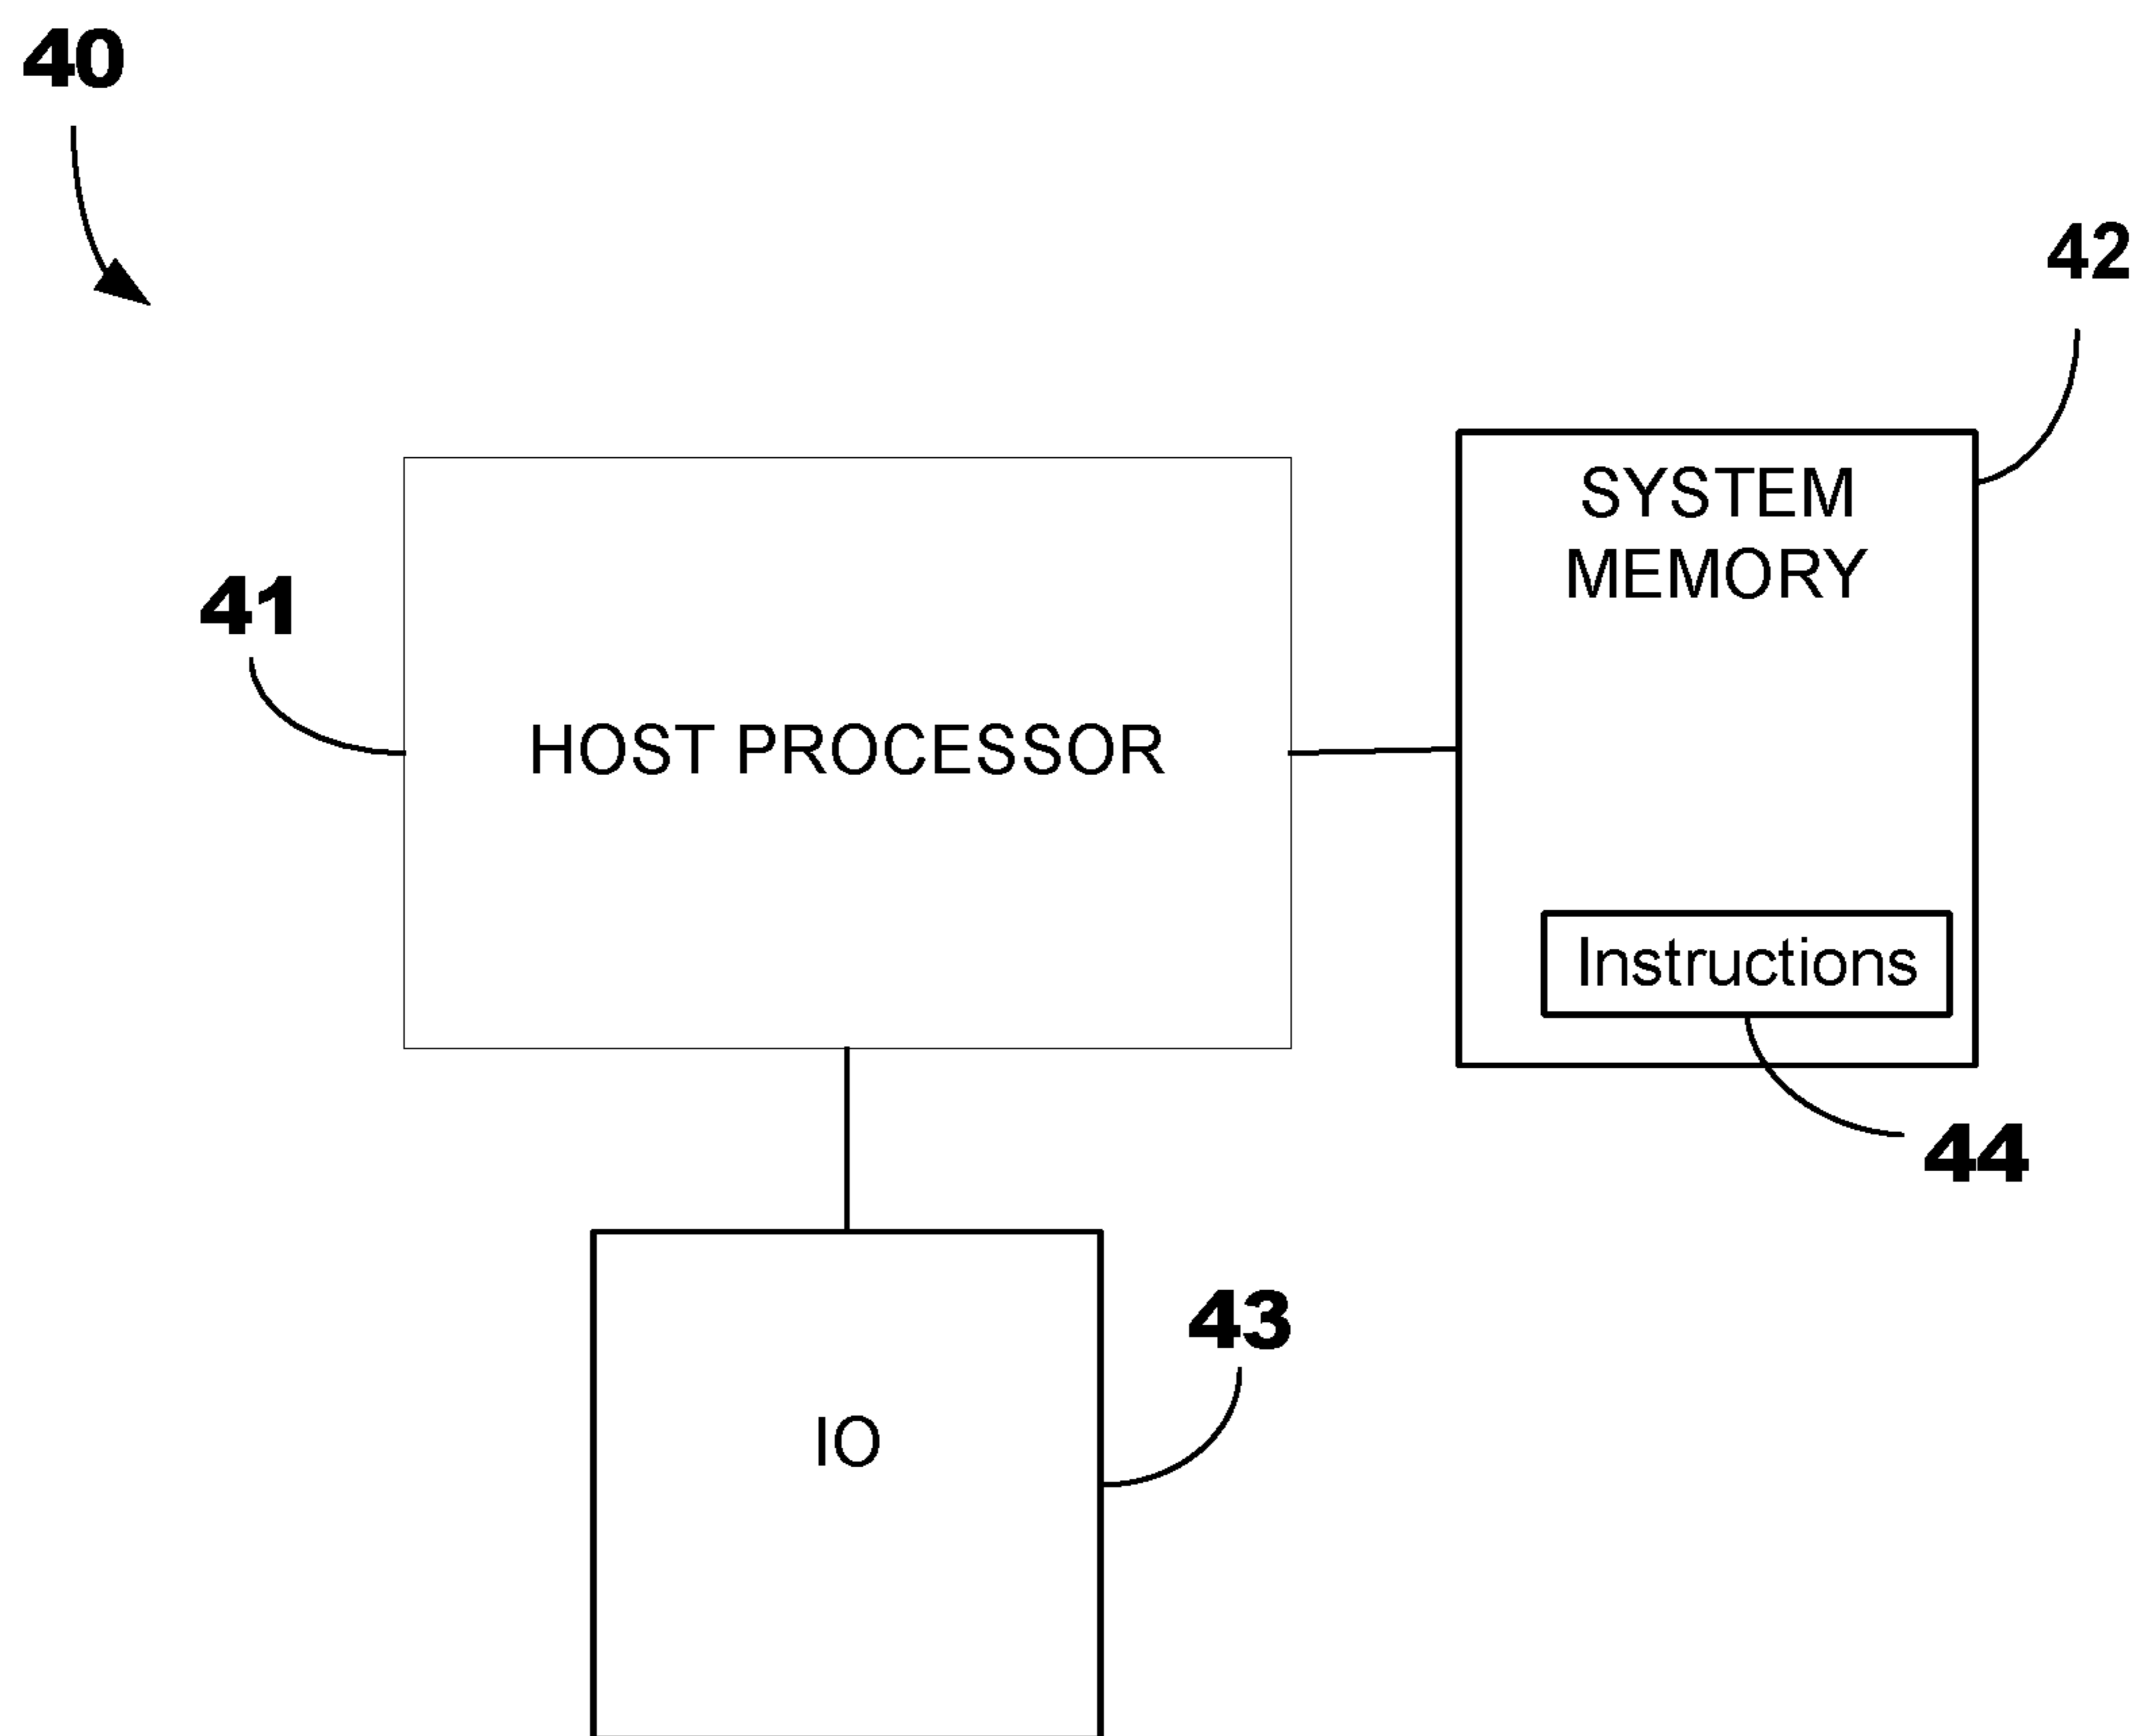 40
42
SYSTEM
MEMORY
41
HOST PROCESSOR
Instructions
44
43
IO